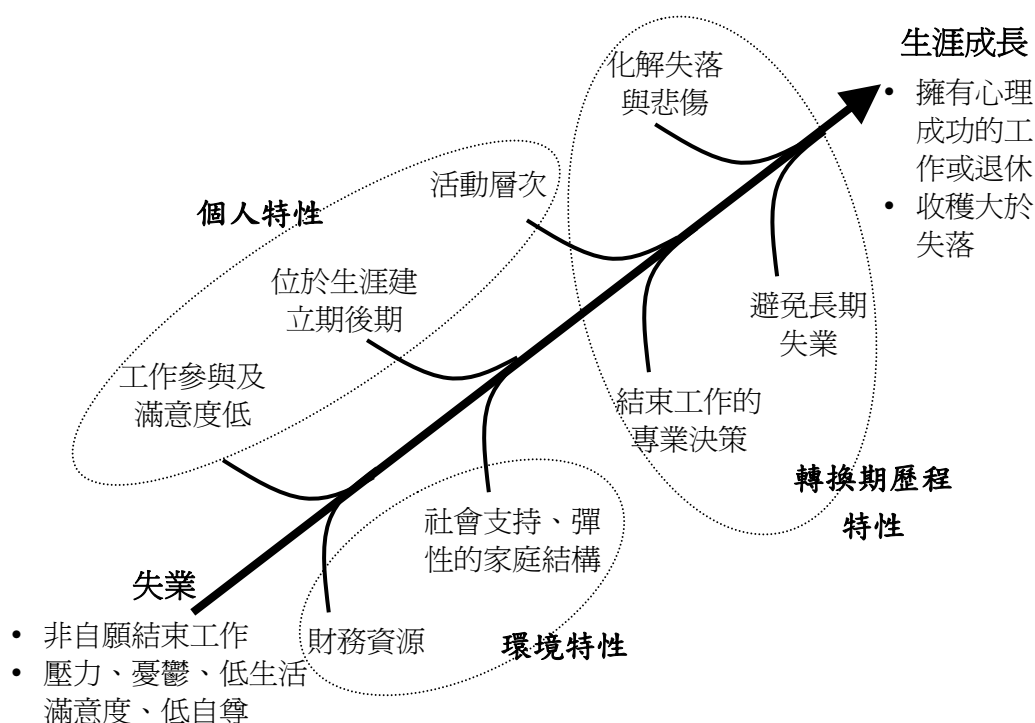 生涯成長
• 擁有心理
成功的工
作或退休
• 收穫大於
失落
化解失落
與悲傷
活動層次
個人特性
位於生涯建
立期後期
避免長期
失業
工作參與及
滿意度低
結束工作的
專業決策
轉換期歷程
特性
社會支持、彈
性的家庭結構
失業
• 非自願結束工作
• 壓力、憂鬱、低生活
滿意度、低自尊
財務資源
環境特性